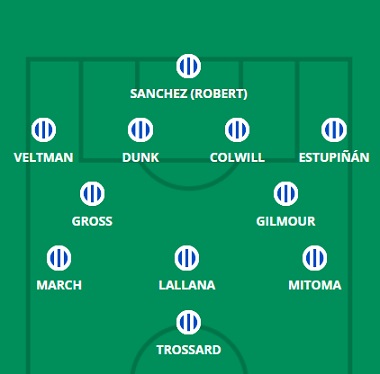 SANCHEZ (ROBERT)
VELTMAN DUNK COLWILL ESTUPIÑÁN
GROSS GILMOUR
MARCH LALLANA MITOMA
TROSSARD